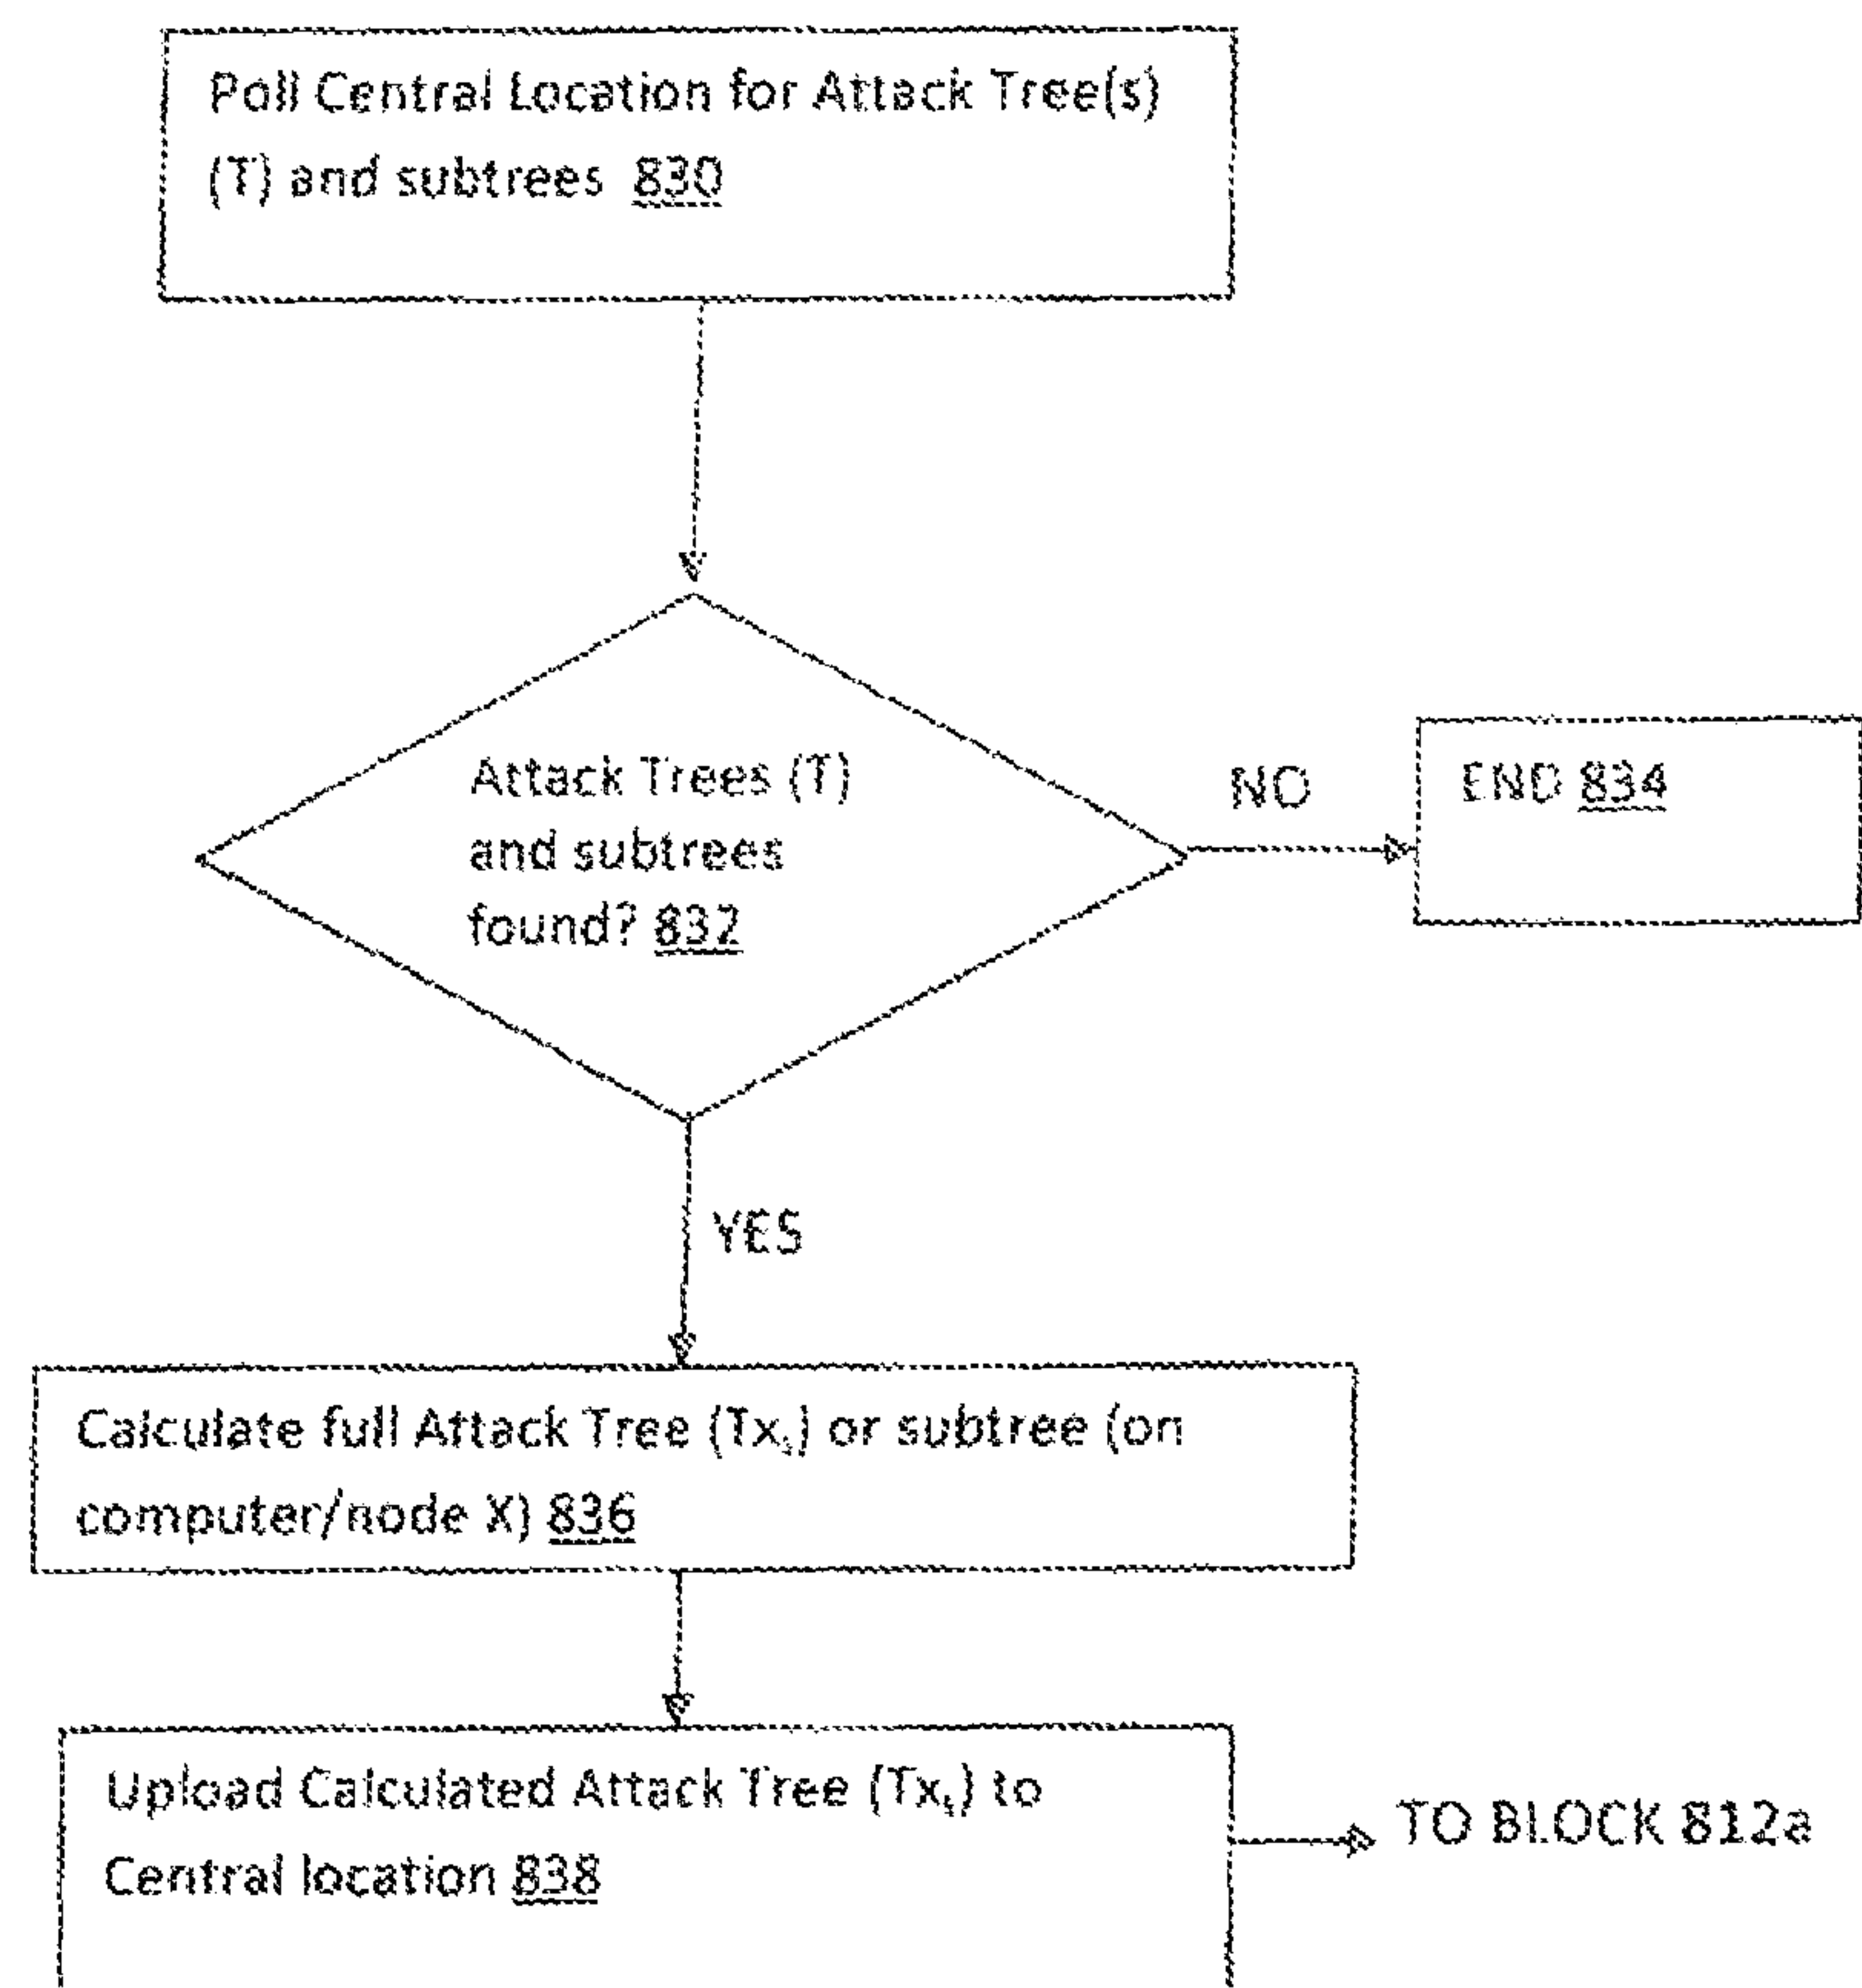 Poll Central Location for Attack Tree(s)
(T) and subtrees 830
Attack Trees (T)
and subtrees
found? 832
NO
END 834
YES
Calculate full Attack Tree (Txₜ) or subtree (on
computer/node X) 836
Upload Calculated Attack Tree (Txₜ) to
Central location 838
TO BLOCK 812a